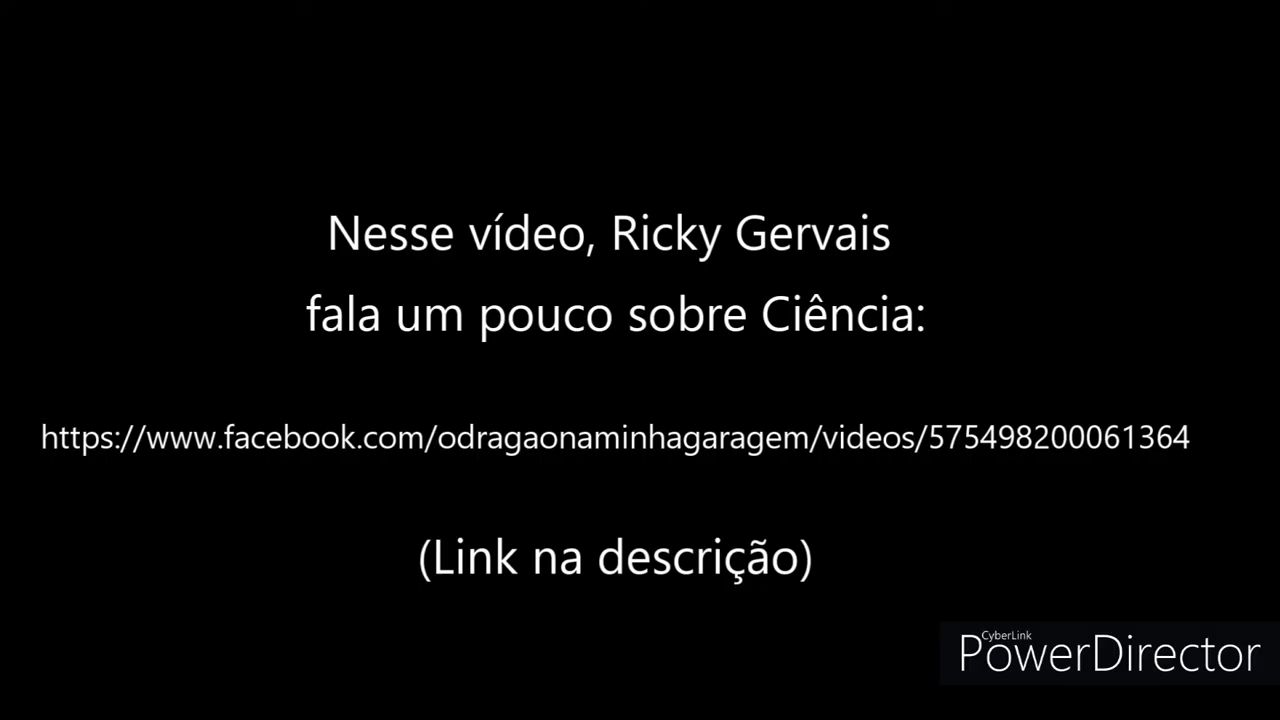 Nesse vídeo, Ricky Gervais
fala um pouco sobre Ciência:
https://www.facebook.com/odragaonaminhagaragem/videos/575498200061364
(Link na descrição)
CyberLink
PowerDirector